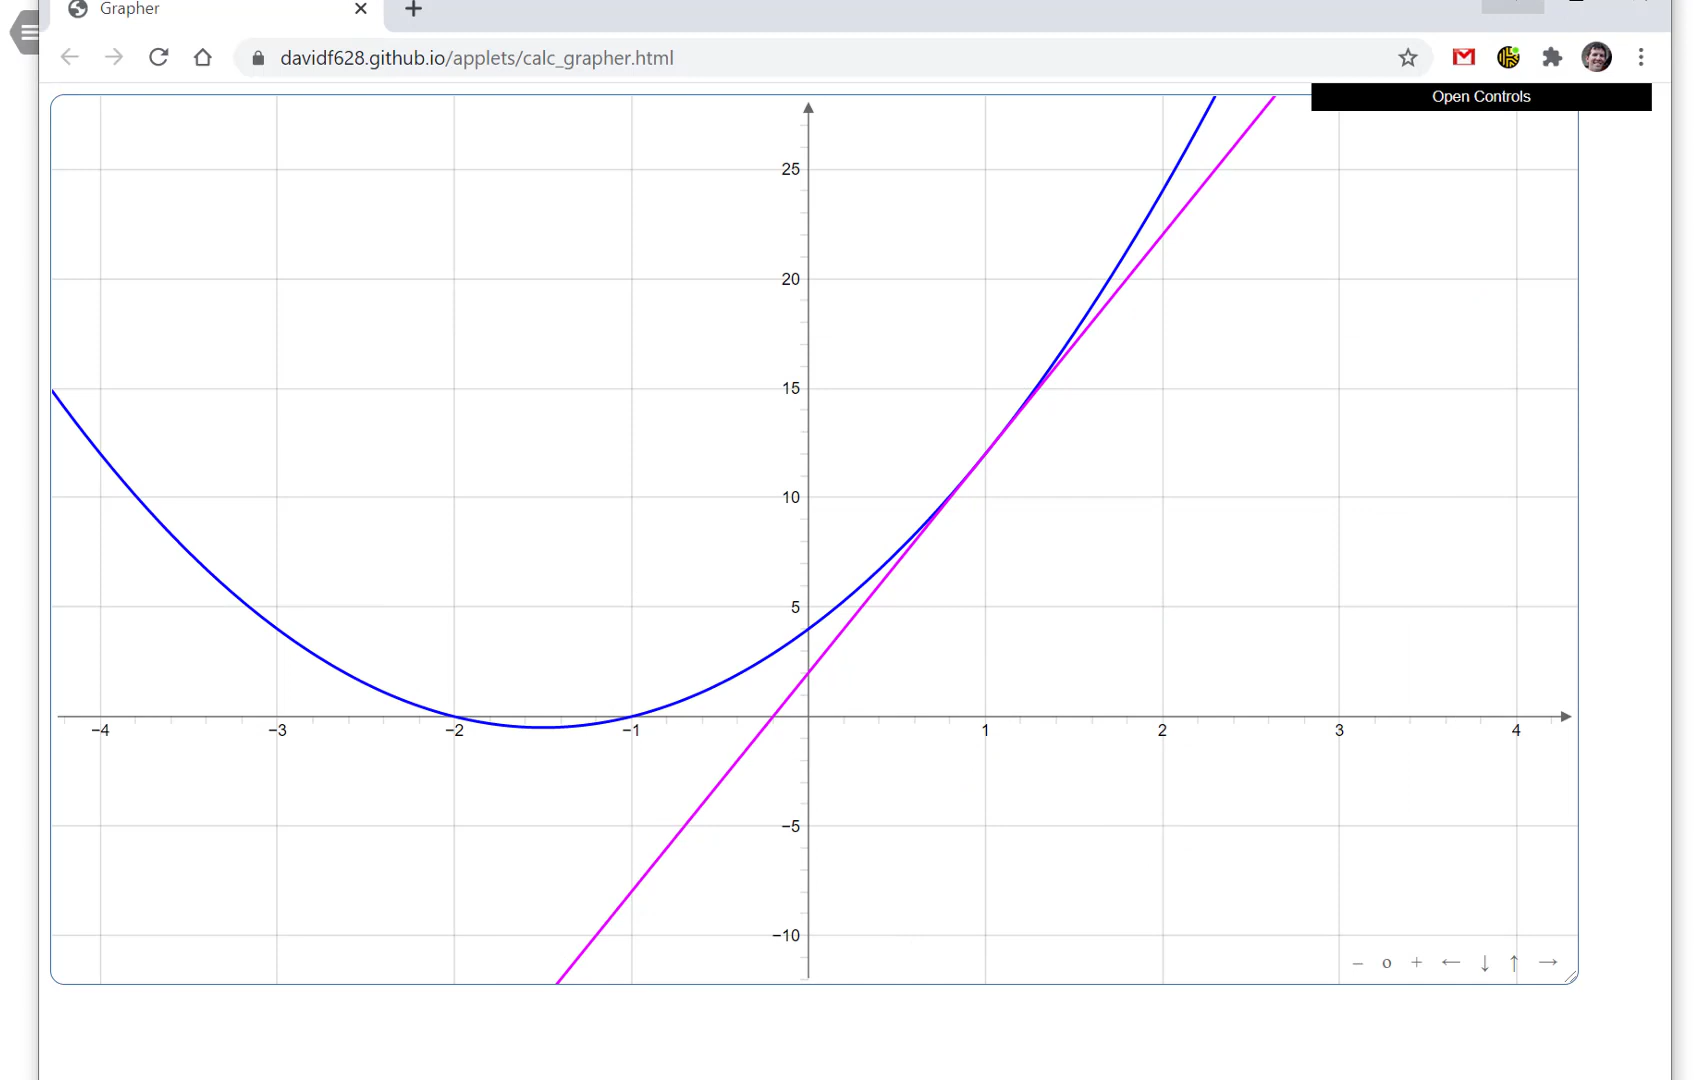 Grapher
davidf628.github.io/applets/calc_grapher.html
Open Controls
25
20
15
10
5
−4 −3 −2 −1 1 2 3 4
−5
−10
− o + ← ↓ ↑ →